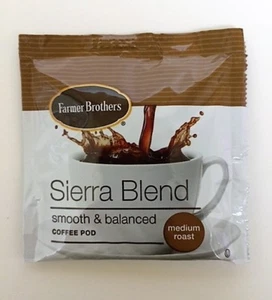 Farmer Brothers
Sierra Blend
smooth & balanced
COFFEE POD
medium
roast